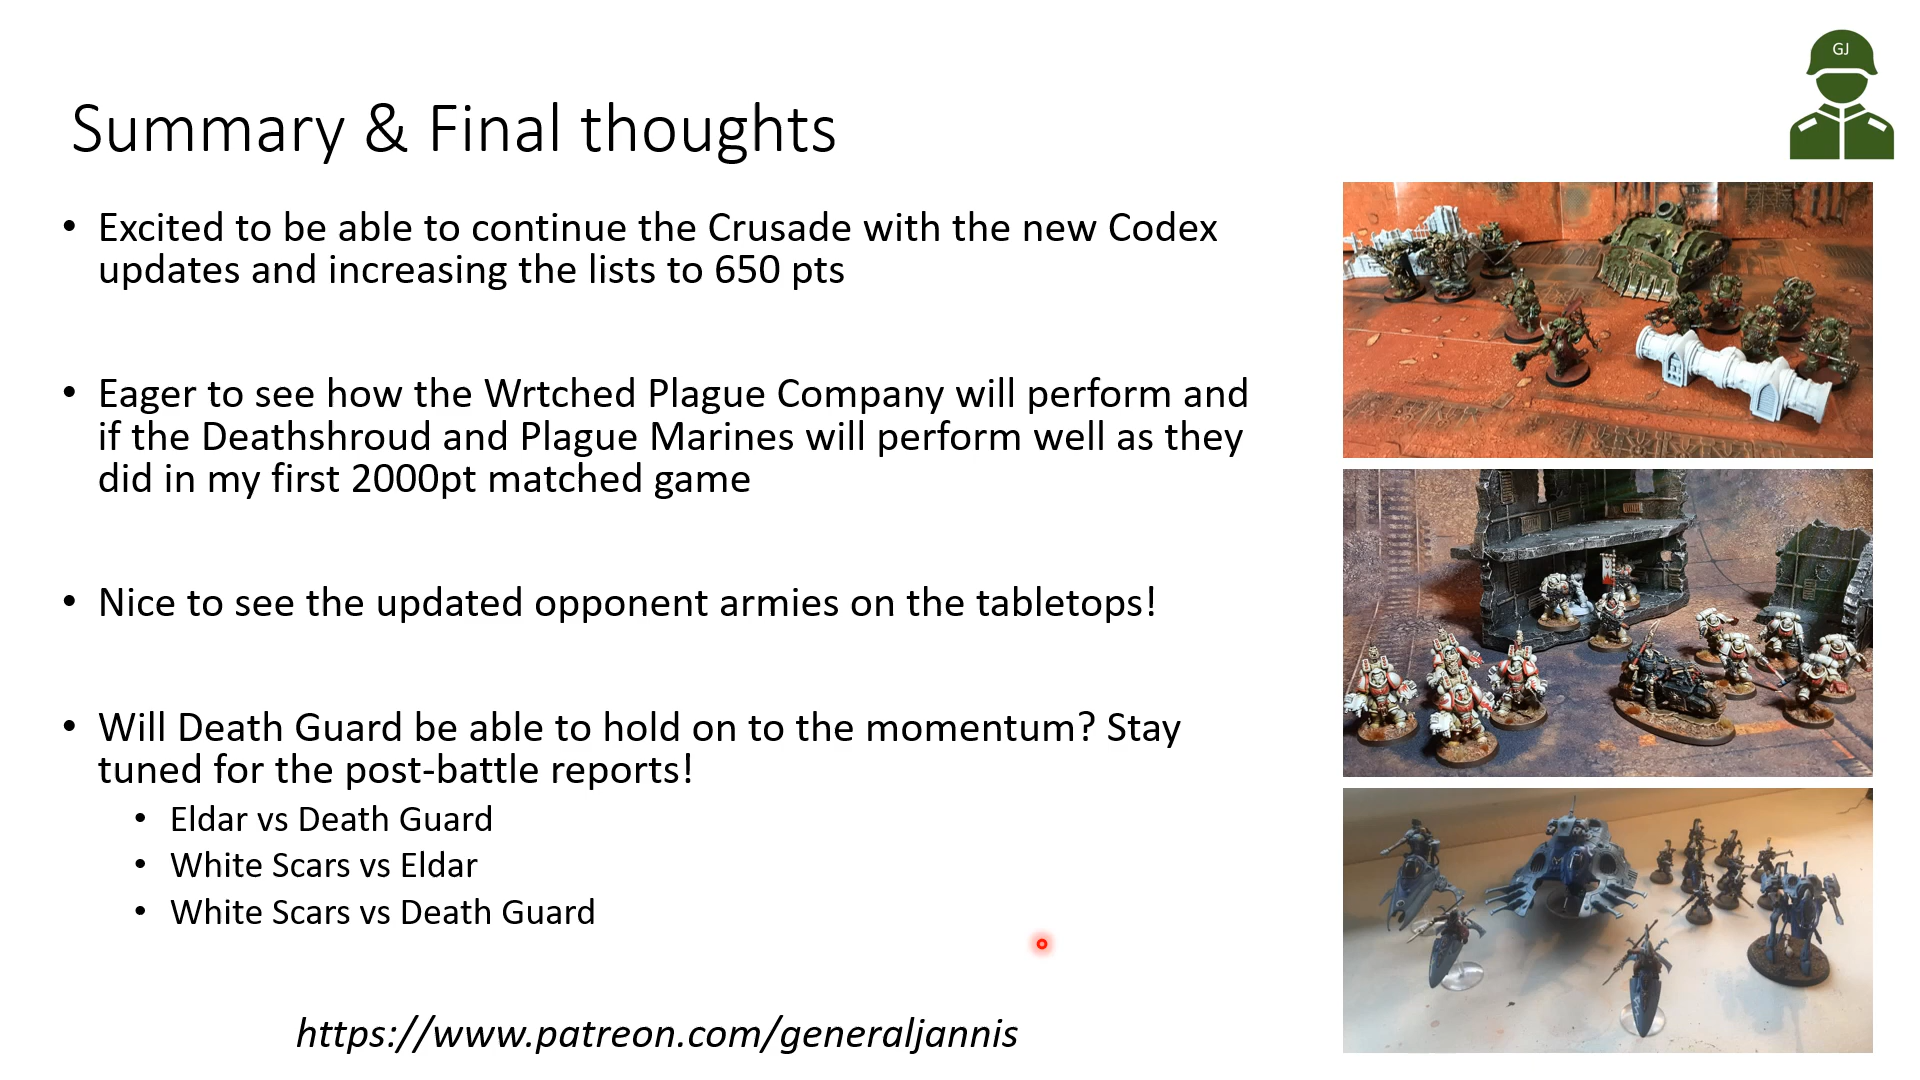 GJ
Summary & Final thoughts
• Excited to be able to continue the Crusade with the new Codex
updates and increasing the lists to 650 pts
• Eager to see how the Wrtched Plague Company will perform and
if the Deathshroud and Plague Marines will perform well as they
did in my first 2000pt matched game
• Nice to see the updated opponent armies on the tabletops!
• Will Death Guard be able to hold on to the momentum? Stay
tuned for the post-battle reports!
• Eldar vs Death Guard
• White Scars vs Eldar
• White Scars vs Death Guard
https://www.patreon.com/generaljannis